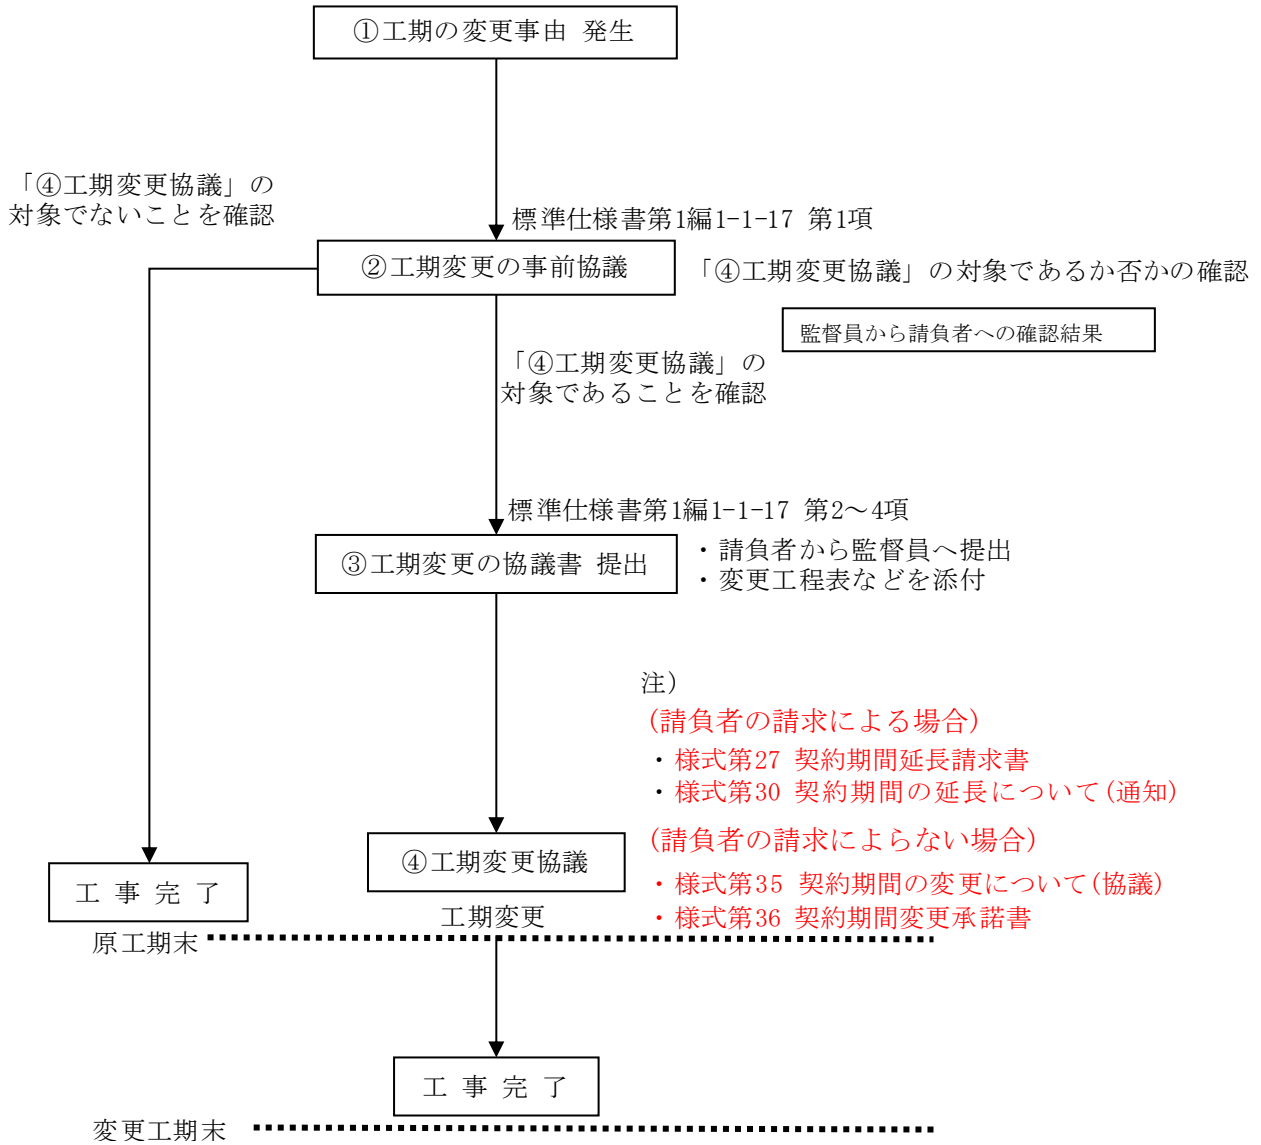 ①工期の変更事由 発生
「④工期変更協議」の
対象でないことを確認
標準仕様書第1編1-1-17 第1項
②工期変更の事前協議
「④工期変更協議」の対象であるか否かの確認
監督員から請負者への確認結果
「④工期変更協議」の
対象であることを確認
標準仕様書第1編1-1-17 第2～4項
③工期変更の協議書 提出
・請負者から監督員へ提出
・変更工程表などを添付
注）
(請負者の請求による場合)
・様式第27 契約期間延長請求書
・様式第30 契約期間の延長について(通知)
(請負者の請求によらない場合)
・様式第35 契約期間の変更について(協議)
・様式第36 契約期間変更承諾書
④工期変更協議
工期変更
工 事 完 了
原工期末
工 事 完 了
変更工期末